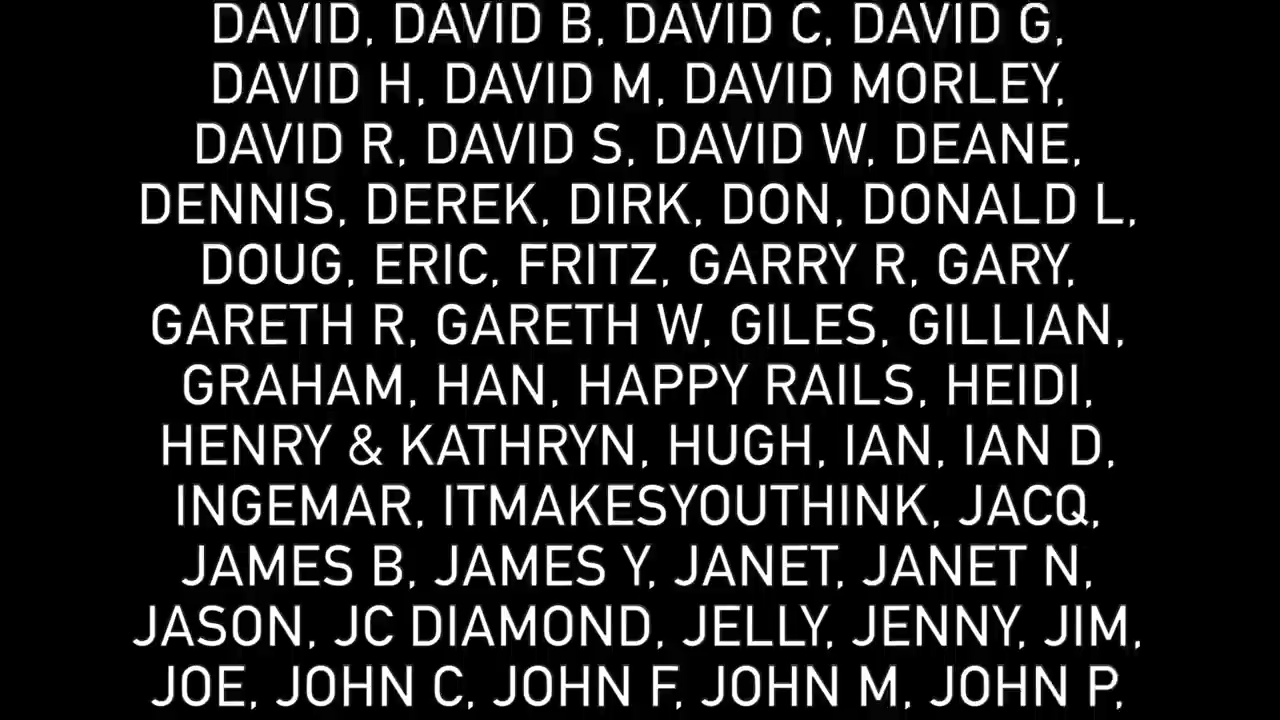 DAVID, DAVID B, DAVID C, DAVID G,
DAVID H, DAVID M, DAVID MORLEY,
DAVID R, DAVID S, DAVID W, DEANE,
DENNIS, DEREK, DIRK, DON, DONALD L,
DOUG, ERIC, FRITZ, GARRY R, GARY,
GARETH R, GARETH W, GILES, GILLIAN,
GRAHAM, HAN, HAPPY RAILS, HEIDI,
HENRY & KATHRYN, HUGH, IAN, IAN D,
INGEMAR, ITMAKESYOUTHINK, JACQ,
JAMES B, JAMES Y, JANET, JANET N,
JASON, JC DIAMOND, JELLY, JENNY, JIM,
JOE, JOHN C, JOHN F, JOHN M, JOHN P,